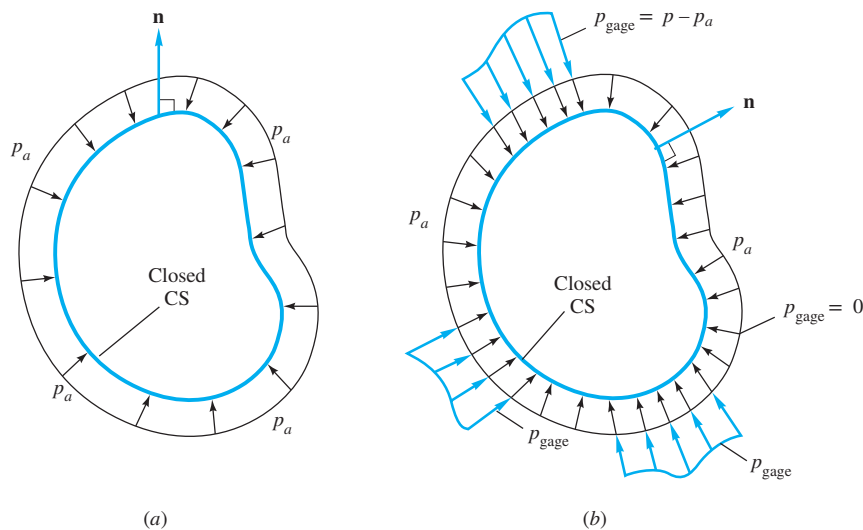 n
p_a
p_a
Closed
CS
p_a
p_a
(a)
p_gage = p – p_a
n
p_a
p_a
Closed
CS
p_gage = 0
p_gage
p_gage
(b)